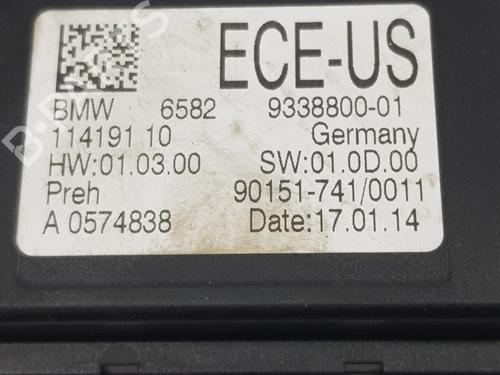 ECE-US
BMW 6582 9338800-01
114191 10 Germany
HW:01.03.00 SW:01.0D.00
Preh 90151-741/0011
A 0574838 Date:17.01.14